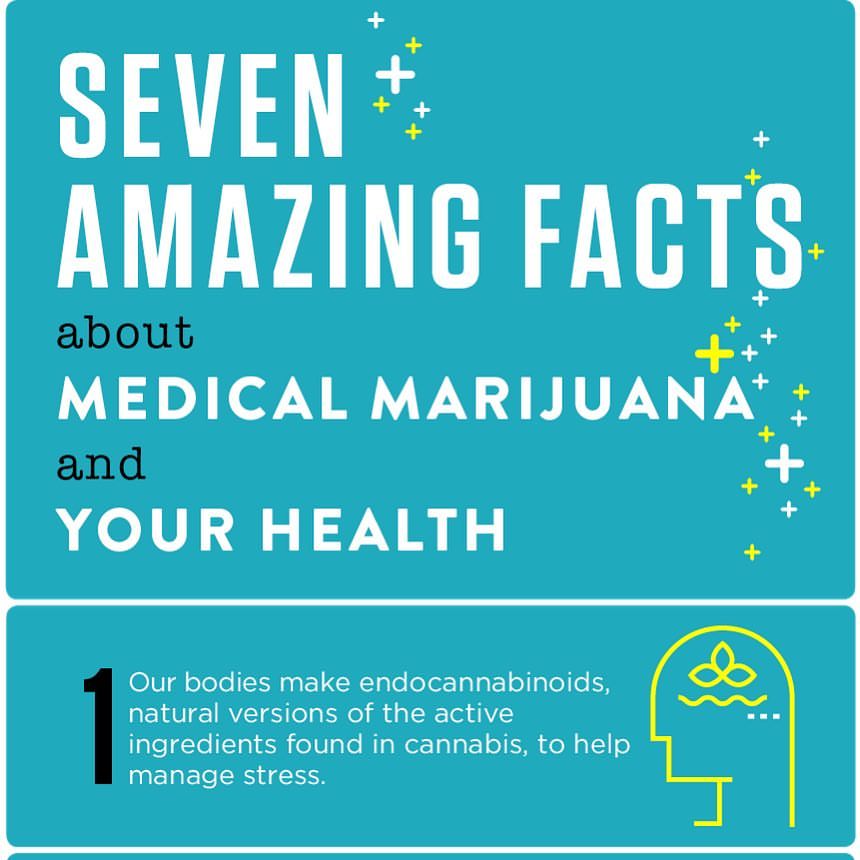 SEVEN
AMAZING FACTS
about
MEDICAL MARIJUANA
and
YOUR HEALTH
1
Our bodies make endocannabinoids,
natural versions of the active
ingredients found in cannabis, to help
manage stress.